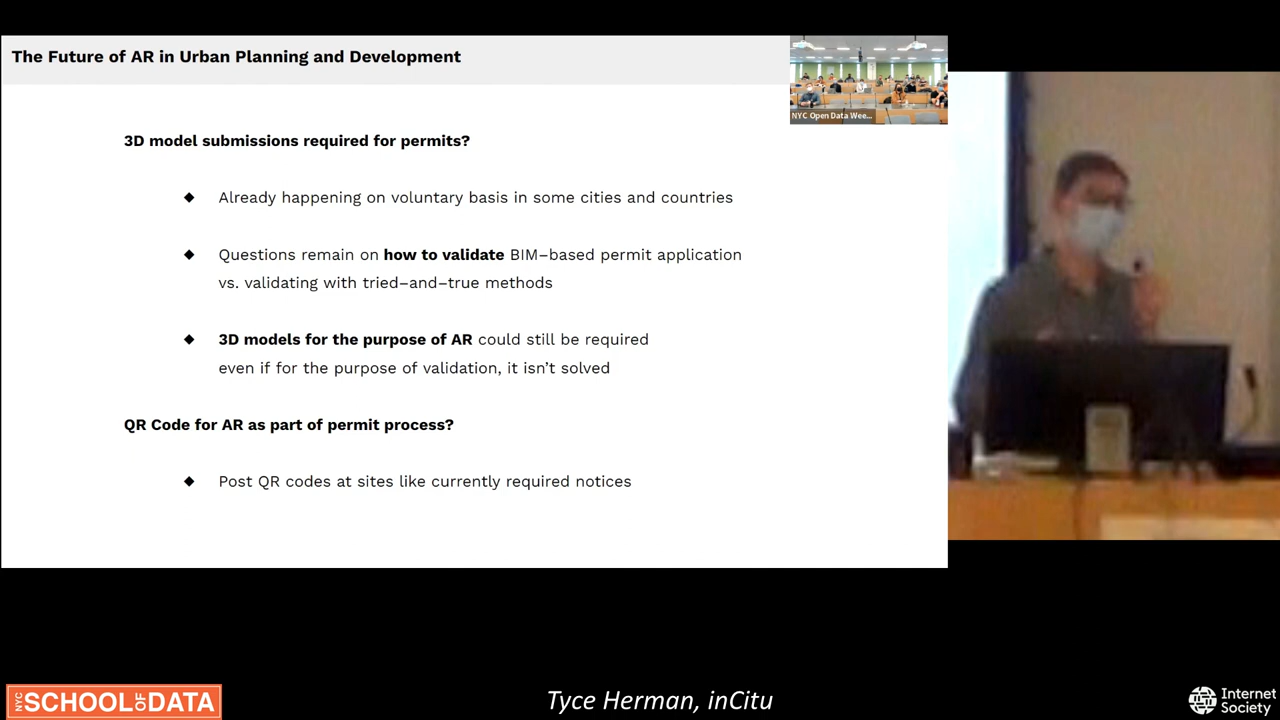 The Future of AR in Urban Planning and Development
NYC Open Data Wee...
3D model submissions required for permits?
◆ Already happening on voluntary basis in some cities and countries
◆ Questions remain on how to validate BIM–based permit application
vs. validating with tried–and–true methods
◆ 3D models for the purpose of AR could still be required
even if for the purpose of validation, it isn’t solved
QR Code for AR as part of permit process?
◆ Post QR codes at sites like currently required notices
NYC SCHOOL OF DATA
Tyce Herman, inCitu
Internet
Society